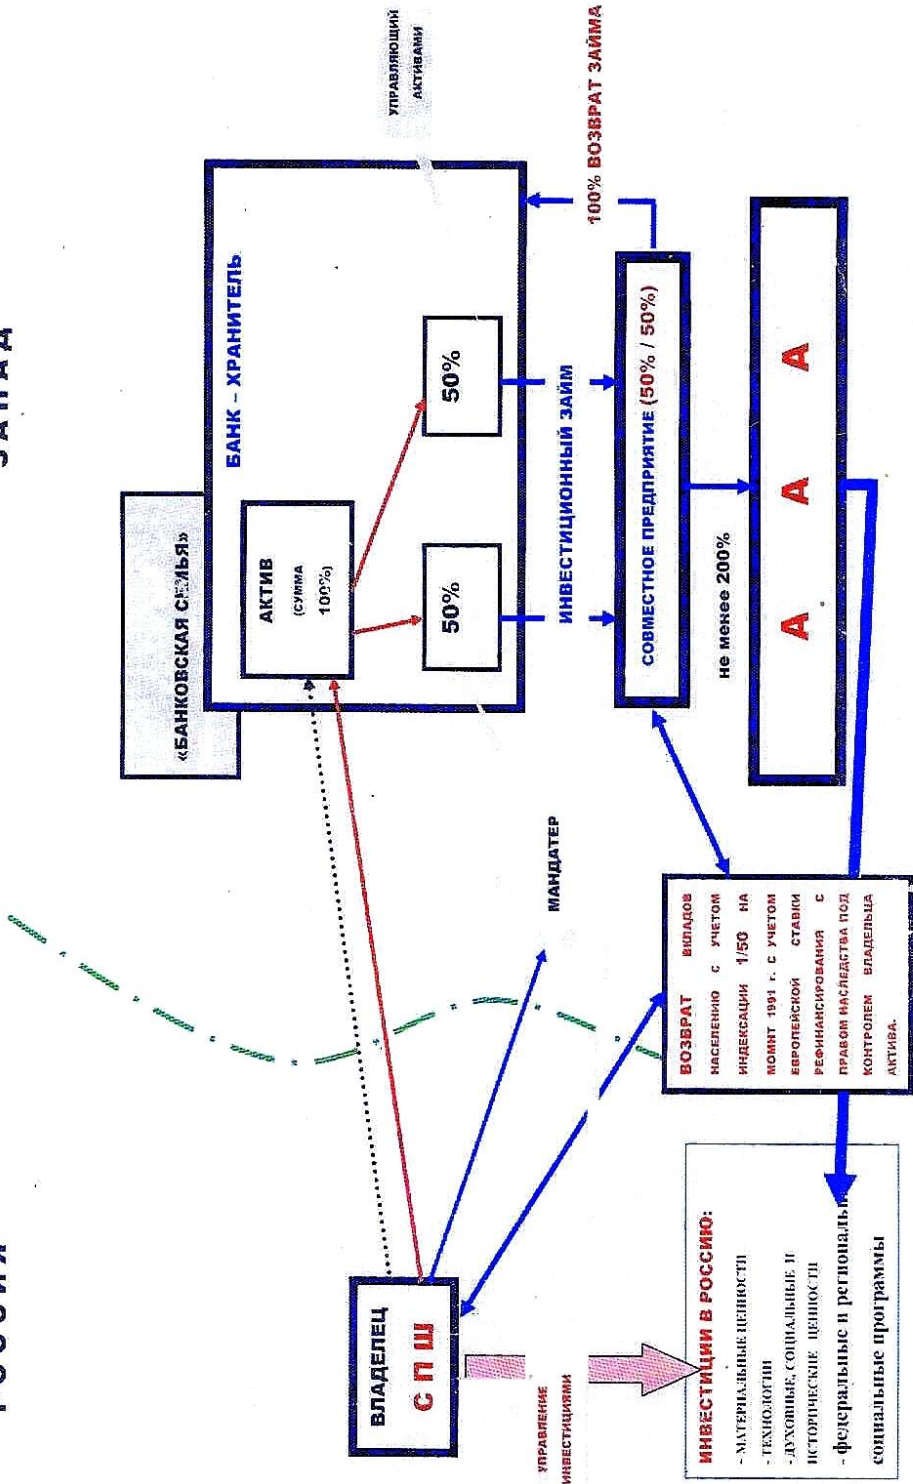 РОССИЯ
ЗАПАД
«БАНКОВСКАЯ СЕМЬЯ»
БАНК – ХРАНИТЕЛЬ
АКТИВ
(СУММА
100%)
УПРАВЛЯЮЩИЙ
АКТИВАМИ
ВЛАДЕЛЕЦ
С П Ш
50%
50%
МАНДАТЕР
УПРАВЛЕНИЕ
ИНВЕСТИЦИЯМИ
ИНВЕСТИЦИОННЫЙ ЗАЙМ
100% ВОЗВРАТ ЗАЙМА
СОВМЕСТНОЕ ПРЕДПРИЯТИЕ (50% / 50%)
не менее 200%
А А А
ВОЗВРАТ ВКЛАДОВ
НАСЕЛЕНИЮ С УЧЕТОМ
ИНДЕКСАЦИИ 1/50 НА
МОМНТ 1991 г. С УЧЕТОМ
ЕВРОПЕЙСКОЙ СТАВКИ
РЕФИНАНСИРОВАНИЯ С
ПРАВОМ НАСЛЕДСТВА ПОД
КОНТРОЛЕМ ВЛАДЕЛЬЦА
АКТИВА.
ИНВЕСТИЦИИ В РОССИЮ:
- МАТЕРИАЛЬНЫЕ ЦЕННОСТИ
- ТЕХНОЛОГИИ
- ДУХОВНЫЕ, СОЦИАЛЬНЫЕ И
ИСТОРИЧЕСКИЕ ЦЕННОСТИ
- федеральные и региональн
социальные программы